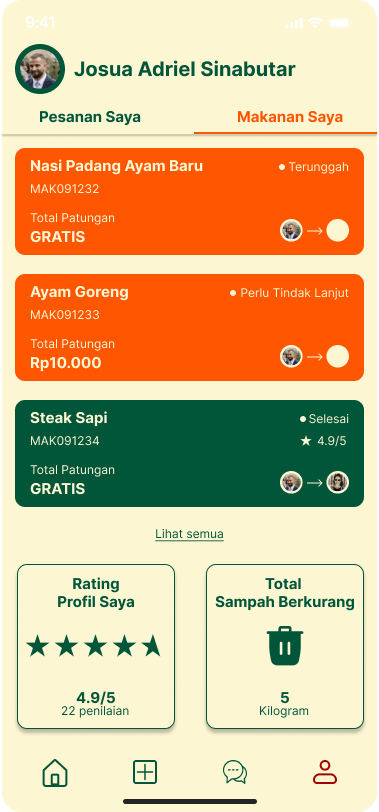 9:41
Josua Adriel Sinabutar
Pesanan Saya
Makanan Saya
Nasi Padang Ayam Baru
Terunggah
MAK091232
Total Patungan
GRATIS
Ayam Goreng
Perlu Tindak Lanjut
MAK091233
Total Patungan
Rp10.000
Steak Sapi
Selesai
MAK091234
4.9/5
Total Patungan
GRATIS
Lihat semua
Rating
Profil Saya
4.9/5
22 penilaian
Total
Sampah Berkurang
5
Kilogram